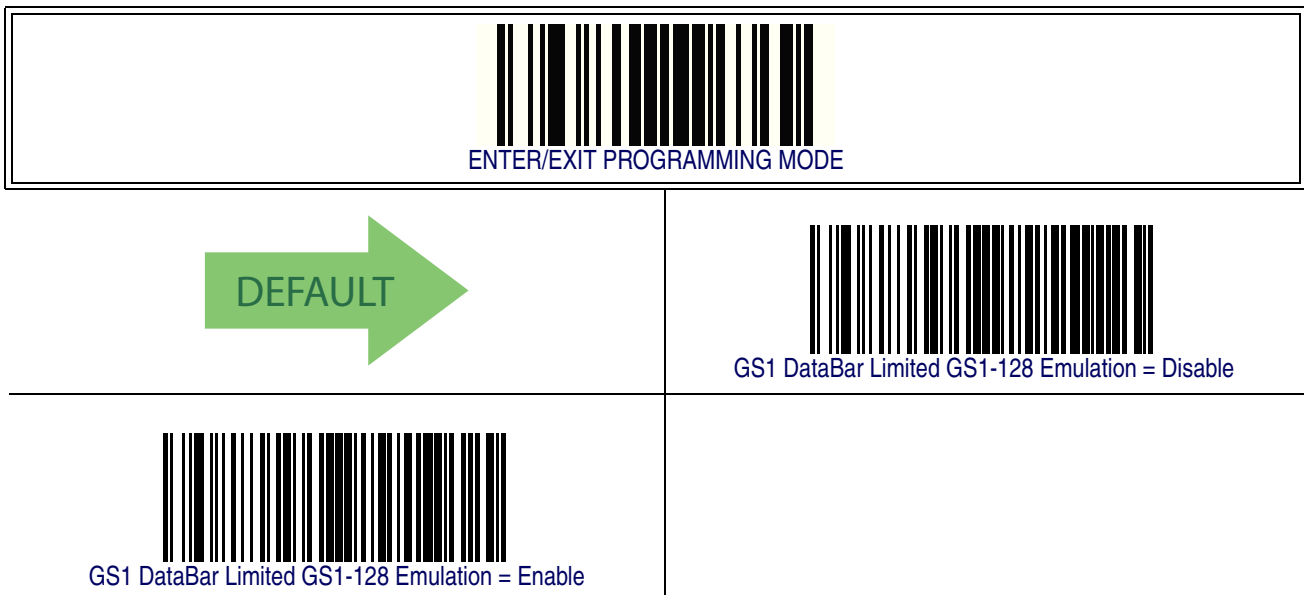 ENTER/EXIT PROGRAMMING MODE
DEFAULT
GS1 DataBar Limited GS1-128 Emulation = Disable
GS1 DataBar Limited GS1-128 Emulation = Enable